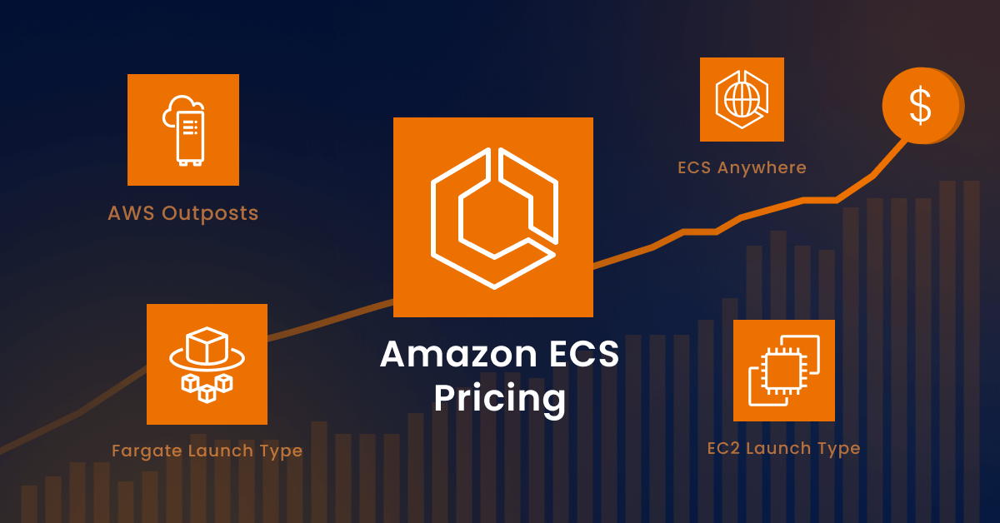 AWS Outposts
ECS Anywhere
$
Amazon ECS
Pricing
Fargate Launch Type
EC2 Launch Type